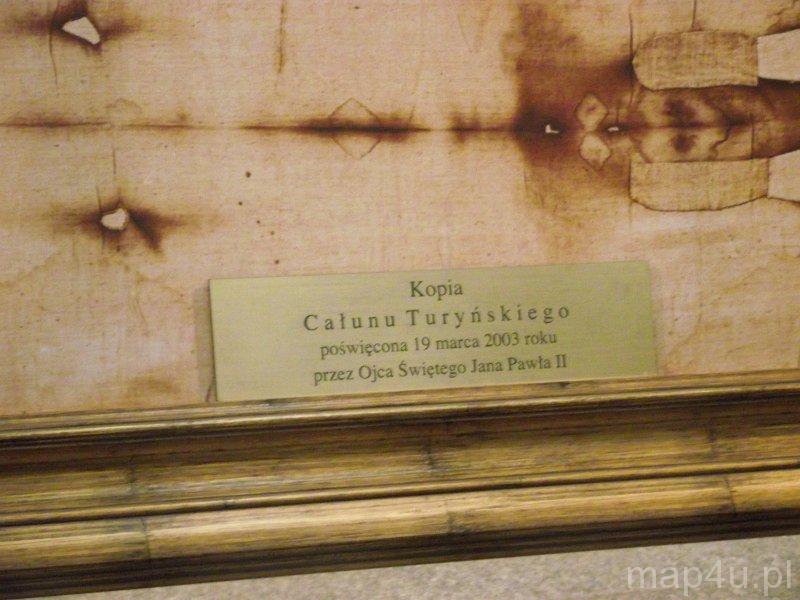 Kopia
Całunu Turyńskiego
poświęcona 19 marca 2003 roku
przez Ojca Świętego Jana Pawła II
map4u.pl